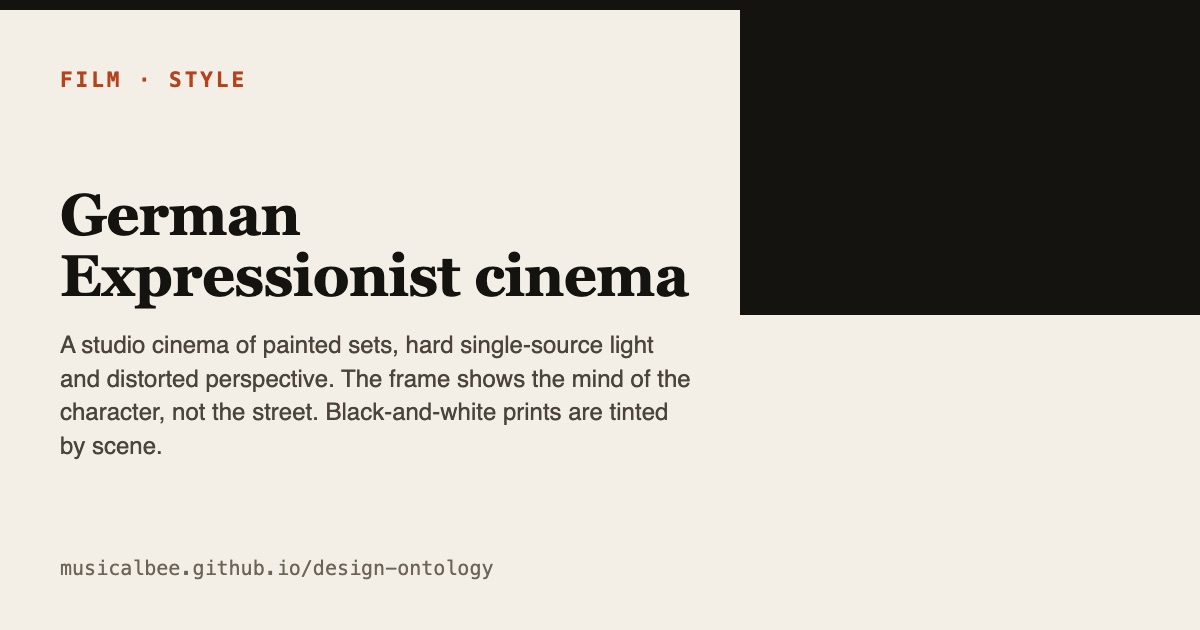 FILM · STYLE
German
Expressionist cinema
A studio cinema of painted sets, hard single-source light
and distorted perspective. The frame shows the mind of the
character, not the street. Black-and-white prints are tinted
by scene.
musicalbee.github.io/design-ontology